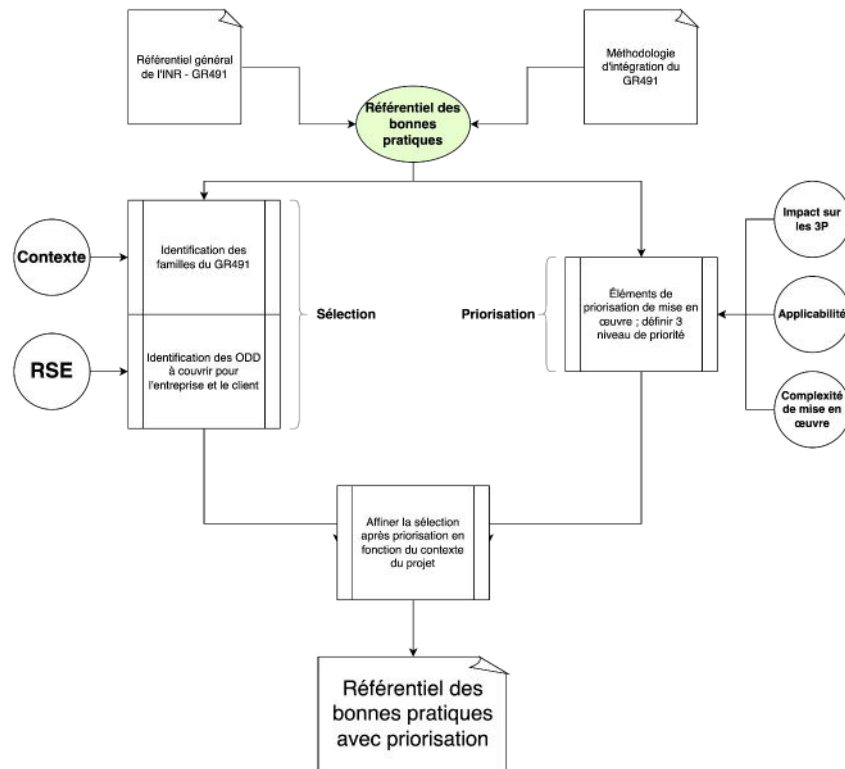 Référentiel général
de l'INR - GR491
Méthodologie
d'intégration du
GR491
Référentiel des
bonnes
pratiques
Contexte
Identification des
familles du GR491
RSE
Identification des ODD
à couvrir pour
l'entreprise et le client
Sélection
Priorisation
Éléments de
priorisation de mise en
œuvre ; définir 3
niveau de priorité
Impact sur
les 3P
Applicabilité
Complexité
de mise en
œuvre
Affiner la sélection
après priorisation en
fonction du contexte
du projet
Référentiel des
bonnes pratiques
avec priorisation